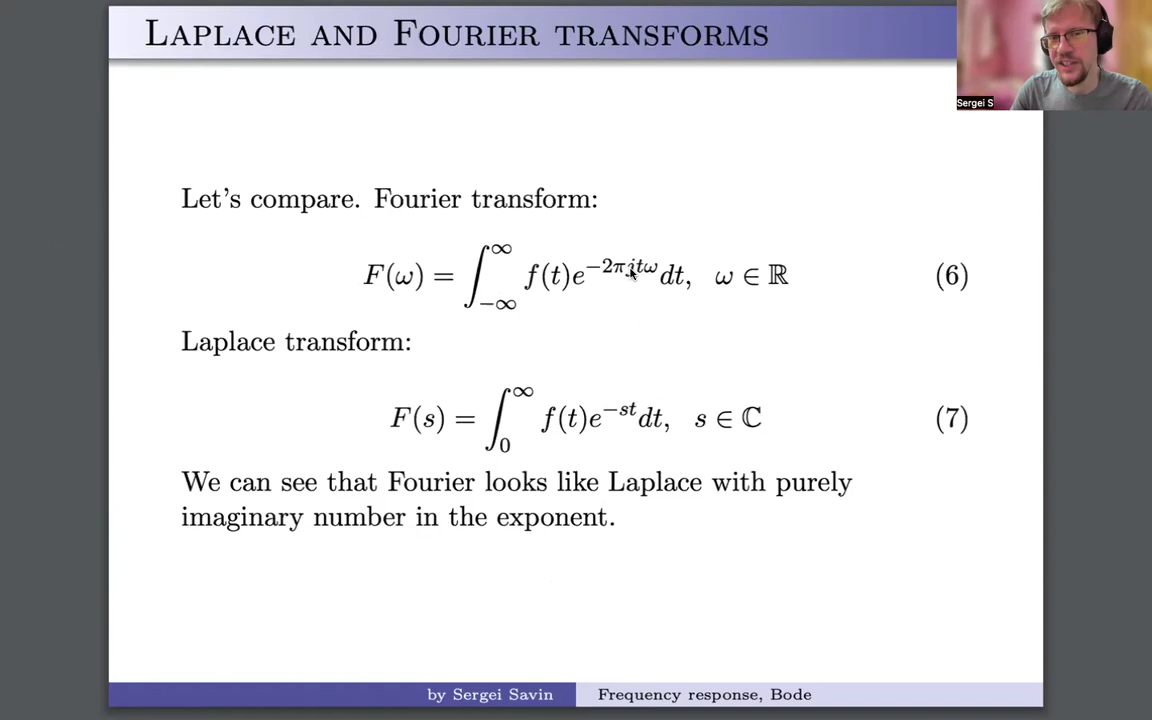 Laplace and Fourier transforms
Sergei S
Let's compare. Fourier transform:
F(ω) = ∫_{−∞}^{∞} f(t)e^{−2πjtω}dt, ω ∈ ℝ (6)
Laplace transform:
F(s) = ∫_{0}^{∞} f(t)e^{−st}dt, s ∈ ℂ (7)
We can see that Fourier looks like Laplace with purely
imaginary number in the exponent.
by Sergei Savin Frequency response, Bode